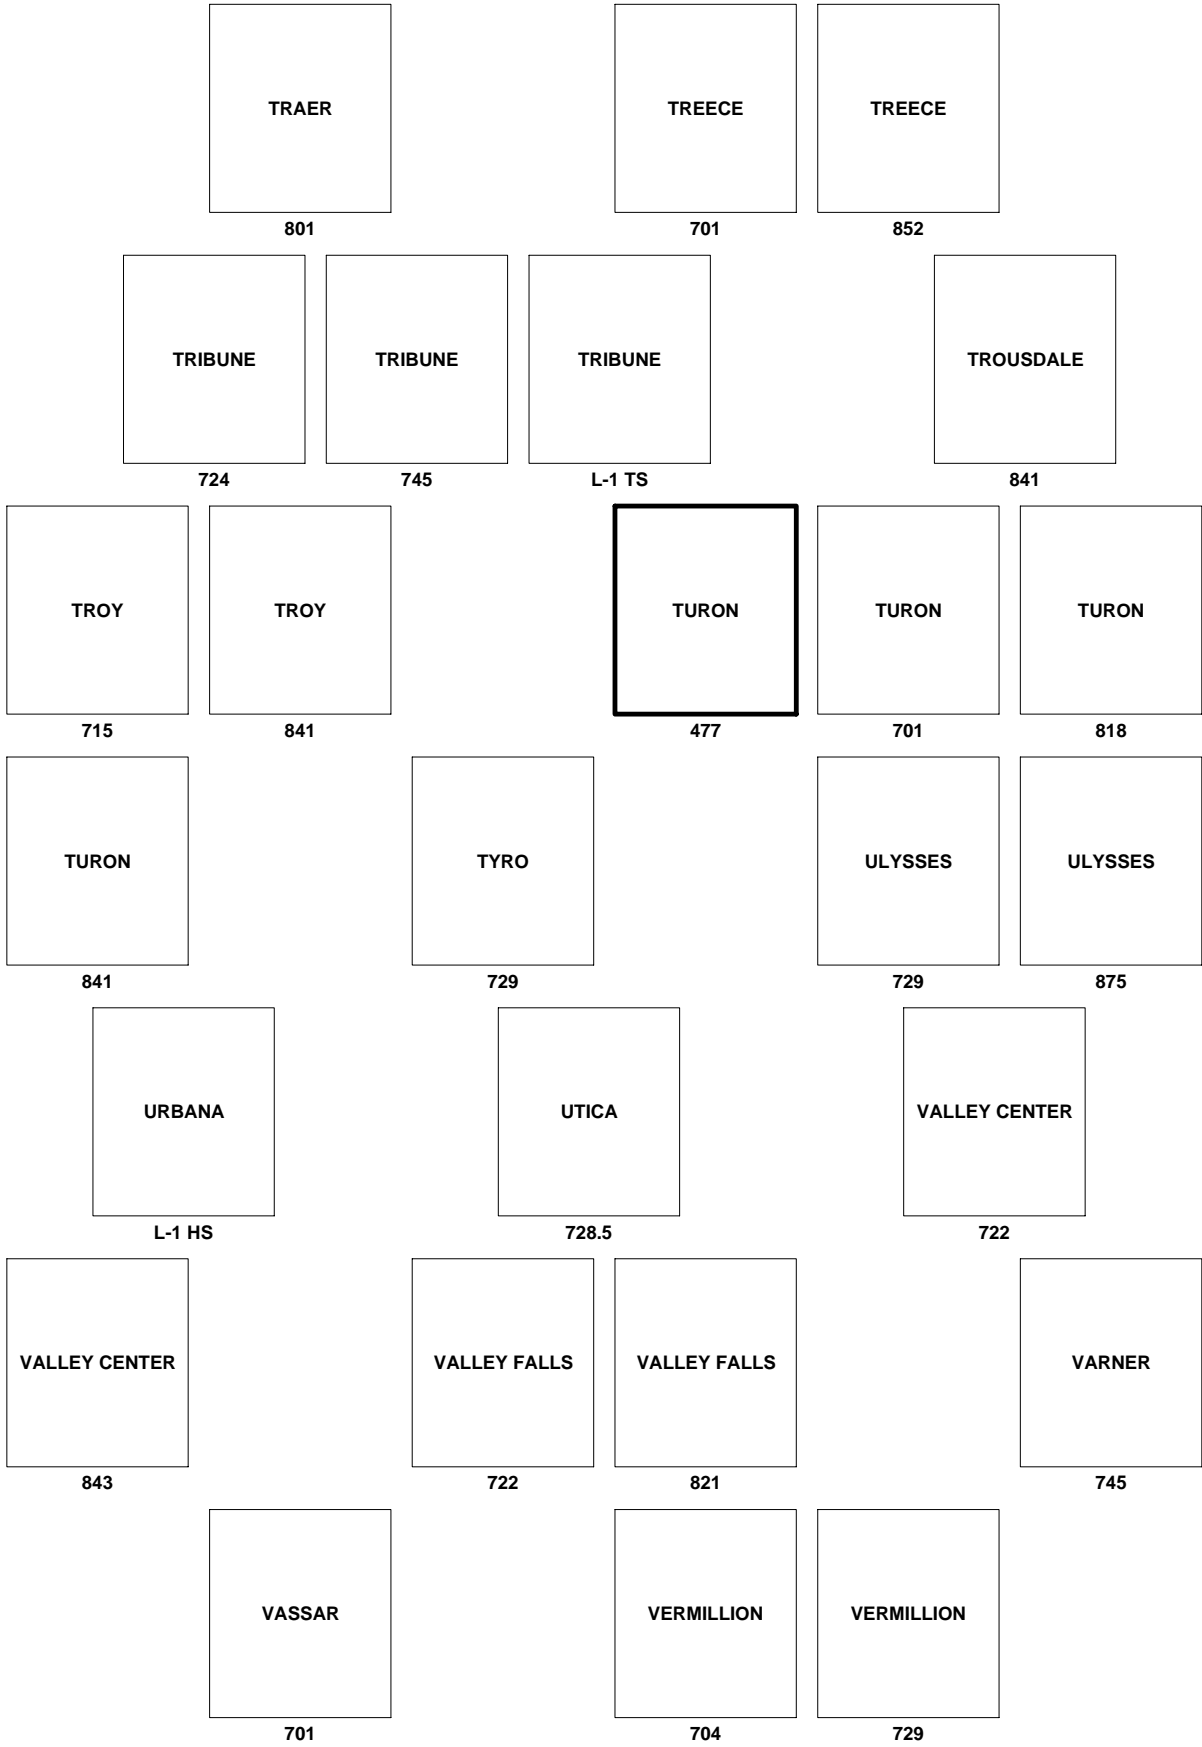 TRAER TREECE TREECE
801 701 852
TRIBUNE TRIBUNE TRIBUNE TROUSDALE
724 745 L-1 TS 841
TROY TROY TURON TURON TURON
715 841 477 701 818
TURON TYRO ULYSSES ULYSSES
841 729 729 875
URBANA UTICA VALLEY CENTER
L-1 HS 728.5 722
VALLEY CENTER VALLEY FALLS VALLEY FALLS VARNER
843 722 821 745
VASSAR VERMILLION VERMILLION
701 704 729